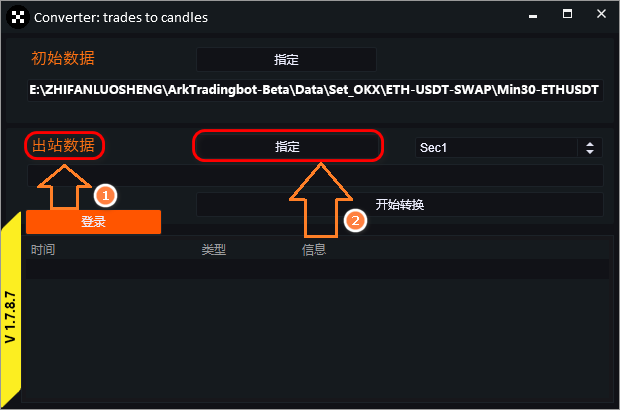 Converter: trades to candles
初始数据
指定
E:\ZHIFANLUOSHENG\ArkTradingbot-Beta\Data\Set_OKX\ETH-USDT-SWAP\Min30-ETHUSDT
出站数据
指定
Sec1
1
2
开始转换
登录
时间 类型 信息
V 1.7.8.7